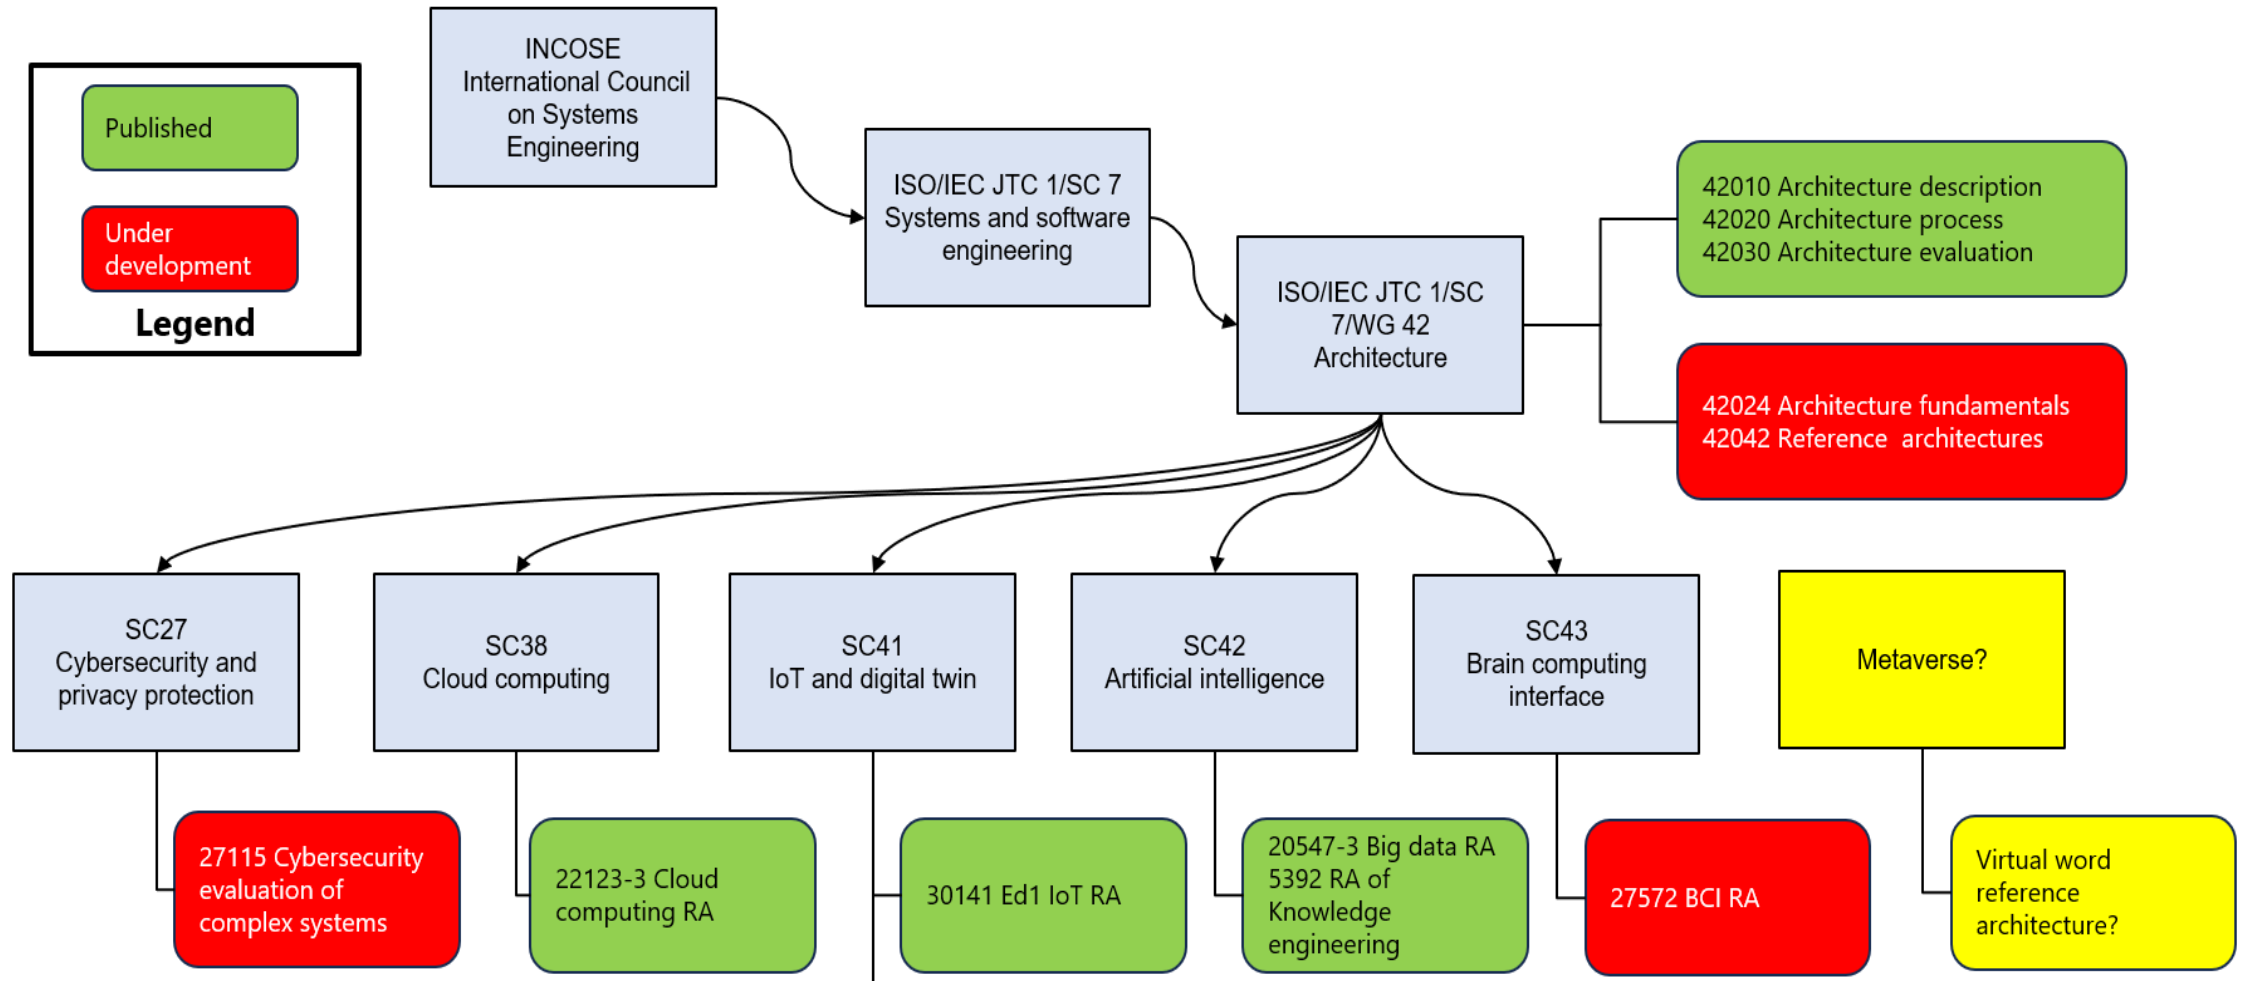 Published
Under
development
Legend
INCOSE
International Council
on Systems
Engineering
ISO/IEC JTC 1/SC 7
Systems and software
engineering
ISO/IEC JTC 1/SC
7/WG 42
Architecture
42010 Architecture description
42020 Architecture process
42030 Architecture evaluation
42024 Architecture fundamentals
42042 Reference architectures
SC27
Cybersecurity and
privacy protection
SC38
Cloud computing
SC41
IoT and digital twin
SC42
Artificial intelligence
SC43
Brain computing
interface
Metaverse?
27115 Cybersecurity
evaluation of
complex systems
22123-3 Cloud
computing RA
30141 Ed1 IoT RA
20547-3 Big data RA
5392 RA of
Knowledge
engineering
27572 BCI RA
Virtual word
reference
architecture?